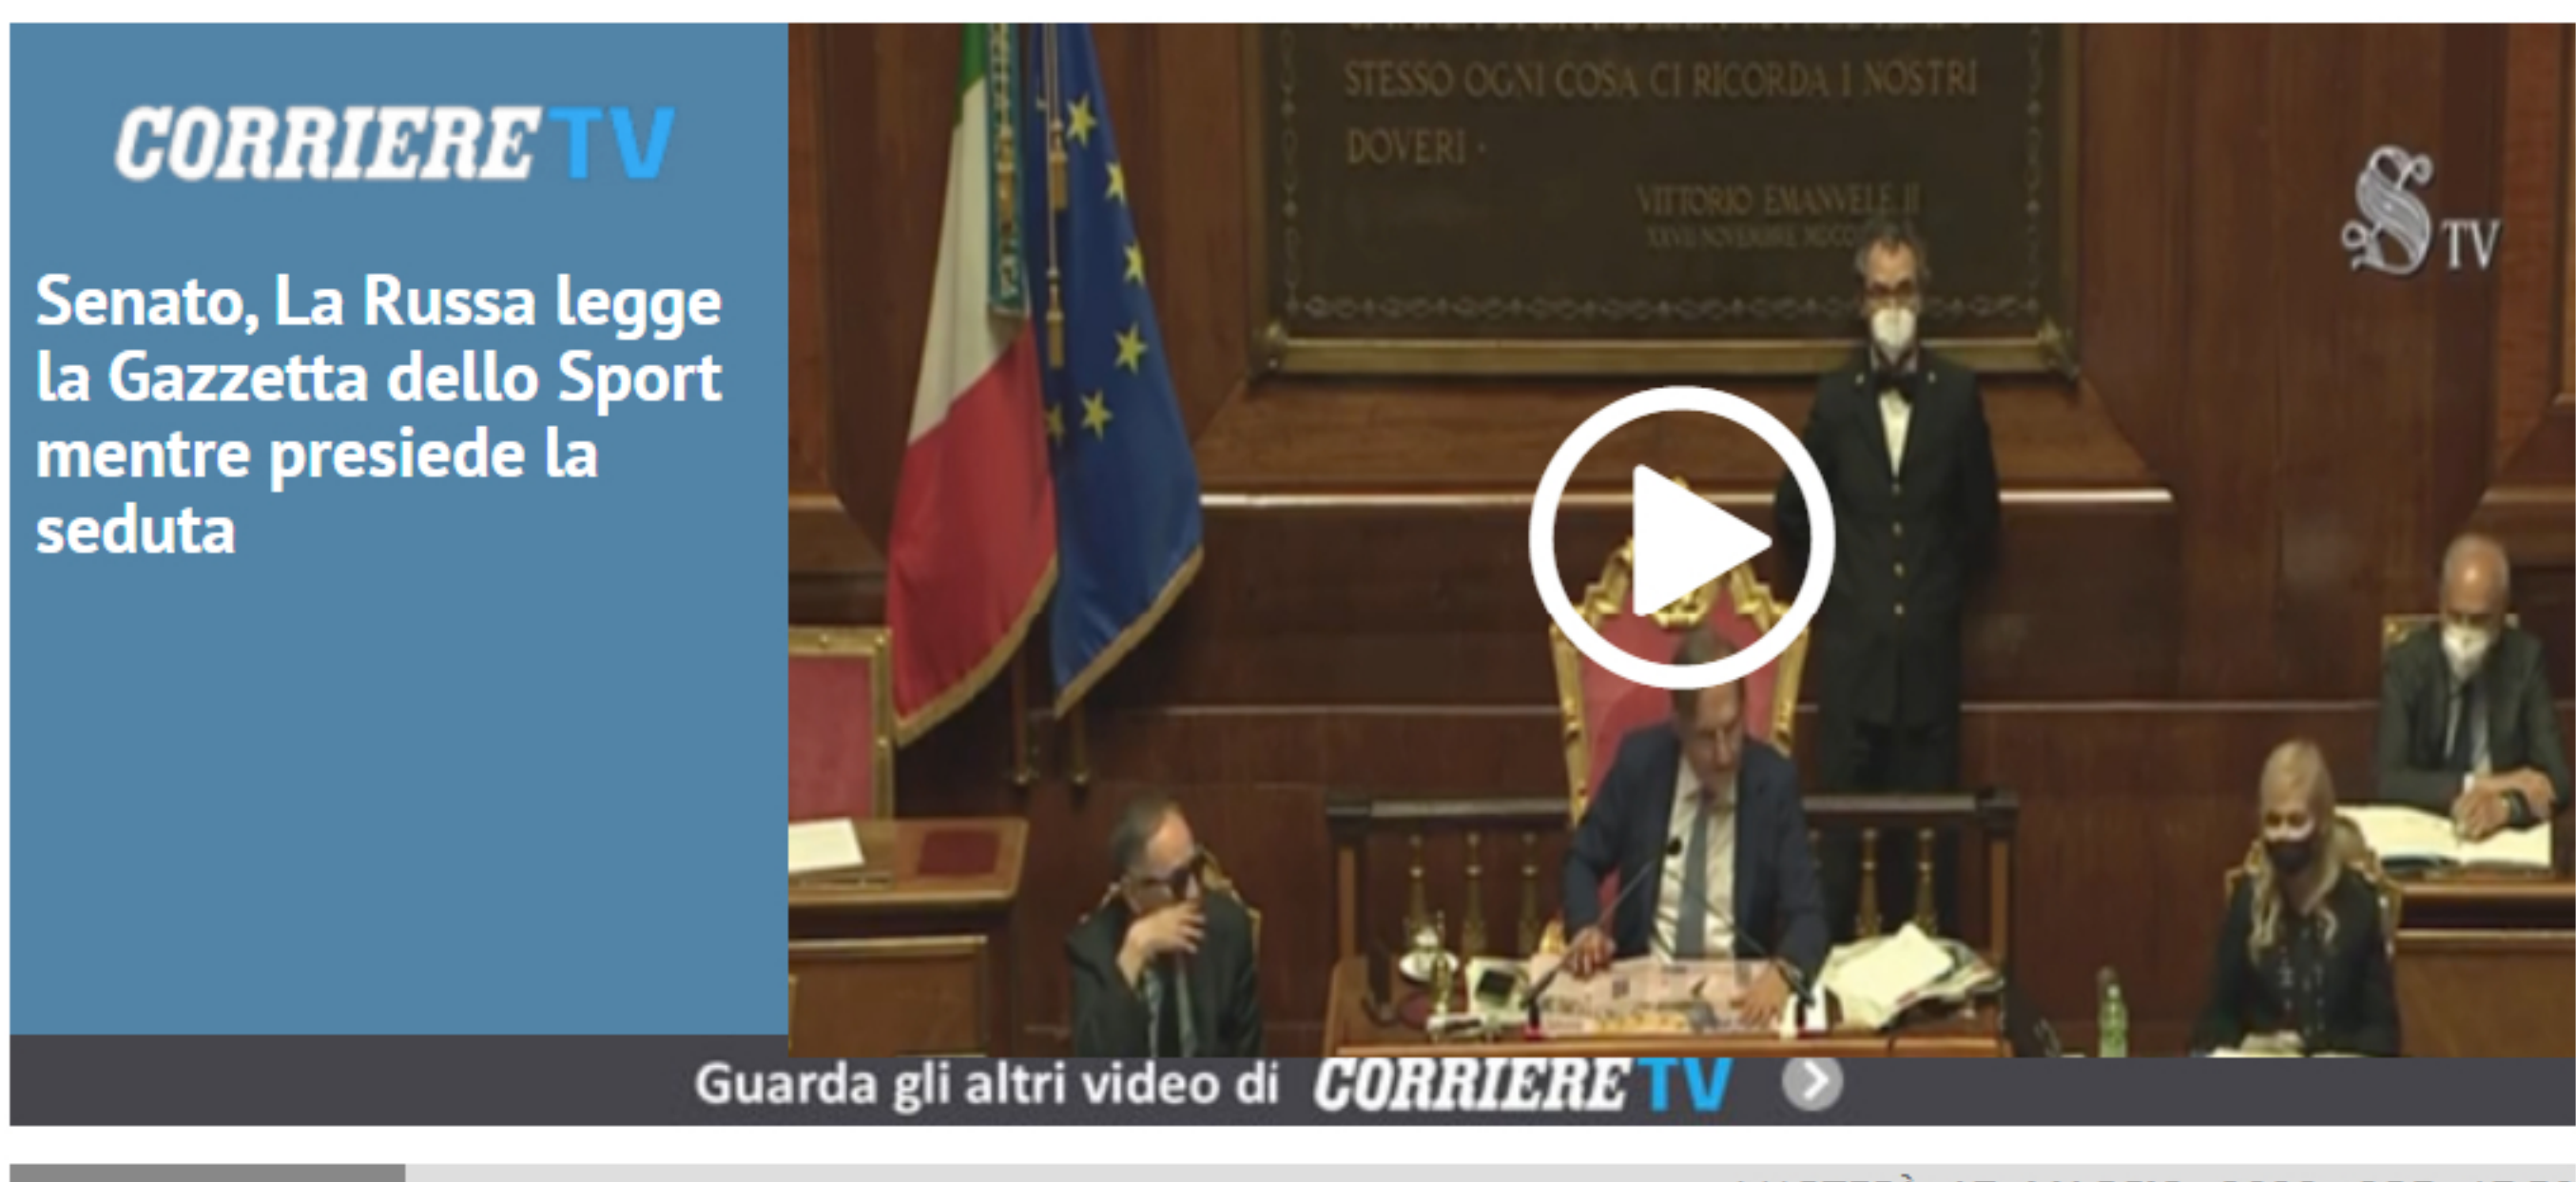 CORRIERE TV
Senato, La Russa legge
la Gazzetta dello Sport
mentre presiede la
seduta
STESSO OGNI COSA CI RICORDA I NOSTRI
DOVERI ·
VITTORIO EMANVELE II
S TV
Guarda gli altri video di CORRIERE TV